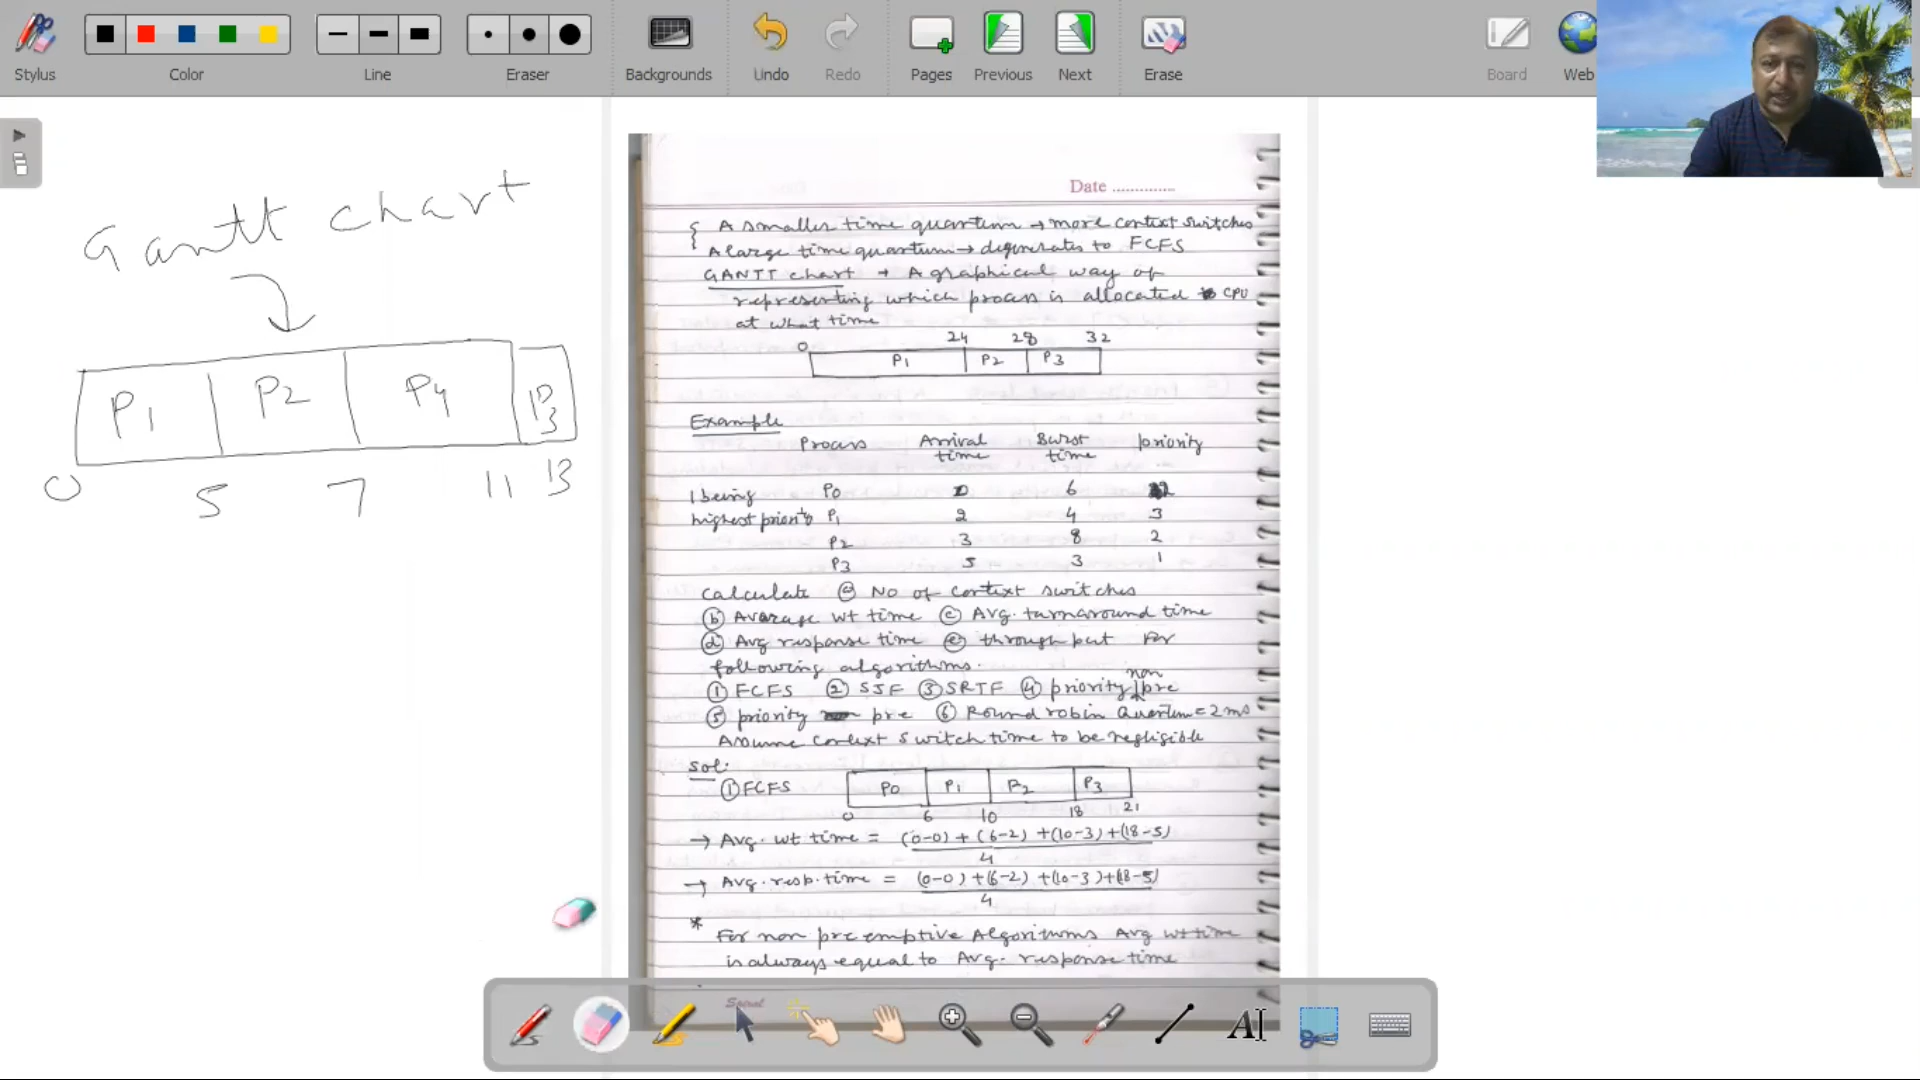 Stylus
Color
Line
Eraser
Backgrounds
Undo
Redo
Pages
Previous
Next
Erase
Board
Web
Gantt chart
P1 P2 P4 P3
0 5 7 11 13
Date ..............
A smaller time quantum → more context switches
A large time quantum → degenerates to FCFS
GANTT chart → A graphical way of
representing which process is allocated to CPU
at what time
0 24 28 32
P1 P2 P3
Example
Process Arrival time Burst time priority
1 being P0 0 6 2
highest priority P1 2 4 3
P2 3 8 2
P3 5 3 1
Calculate ⓐ No of context switches
ⓑ Average wt time ⓒ Avg. turnaround time
ⓓ Avg response time ⓔ through put for
following algorithms.
① FCFS ② SJF ③ SRTF ④ priority non pre
⑤ priority pre ⑥ Round robin Quantum = 2 ms
Assume context switch time to be negligible
Sol:
① FCFS P0 P1 P2 P3
0 6 10 18 21
→ Avg. wt time = (0-0) + (6-2) + (10-3) + (18-5)
4
→ Avg. resp. time = (0-0) + (6-2) + (10-3) + (18-5)
4
* For non preemptive Algorithms Avg wt time
is always equal to Avg. response time